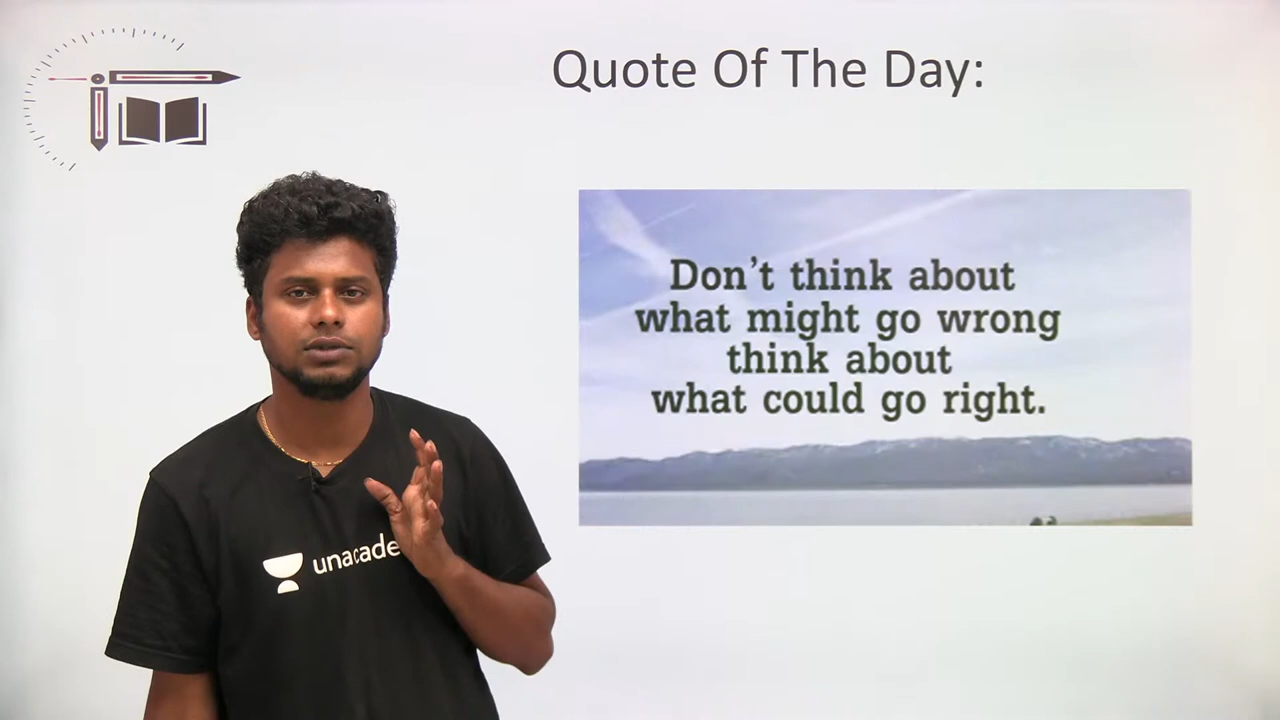 Quote Of The Day:
Don't think about
what might go wrong
think about
what could go right.
unacade